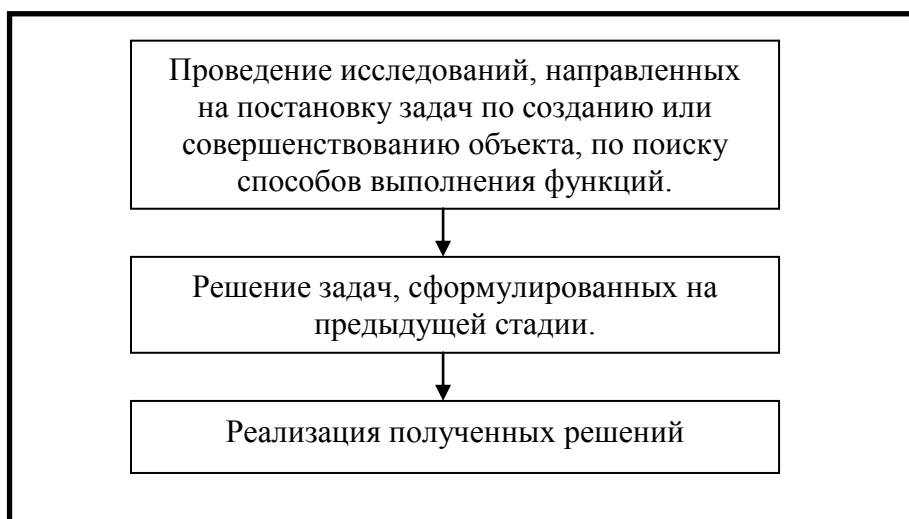 Проведение исследований, направленных
на постановку задач по созданию или
совершенствованию объекта, по поиску
способов выполнения функций.
Решение задач, сформулированных на
предыдущей стадии.
Реализация полученных решений